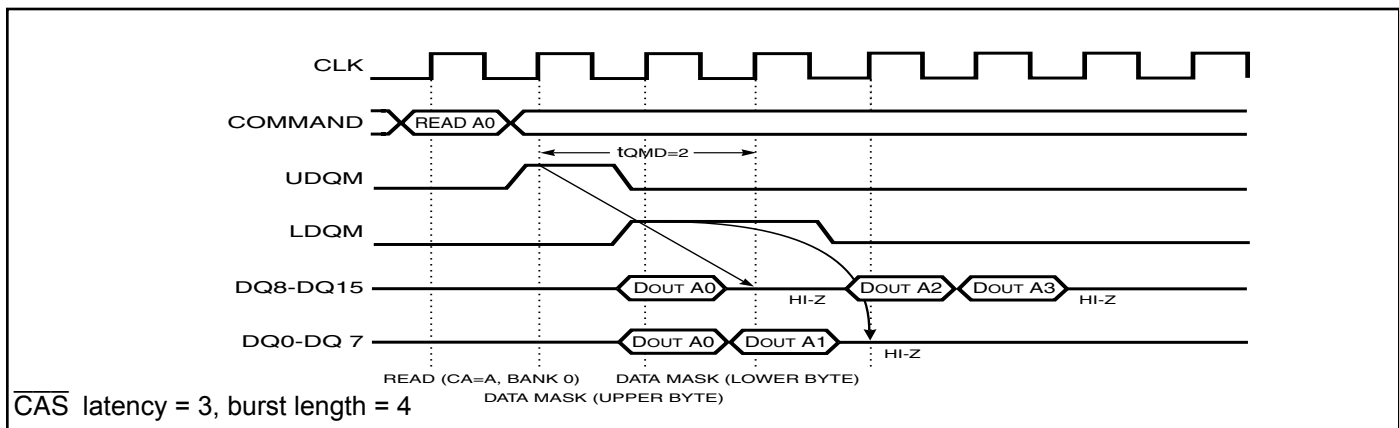 CLK
COMMAND READ A0
tQMD=2
UDQM
LDQM
DQ8-DQ15 DOUT A0 HI-Z DOUT A2 DOUT A3 HI-Z
DQ0-DQ 7 DOUT A0 DOUT A1 HI-Z
READ (CA=A, BANK 0) DATA MASK (LOWER BYTE)
DATA MASK (UPPER BYTE)
C̅A̅S̅ latency = 3, burst length = 4